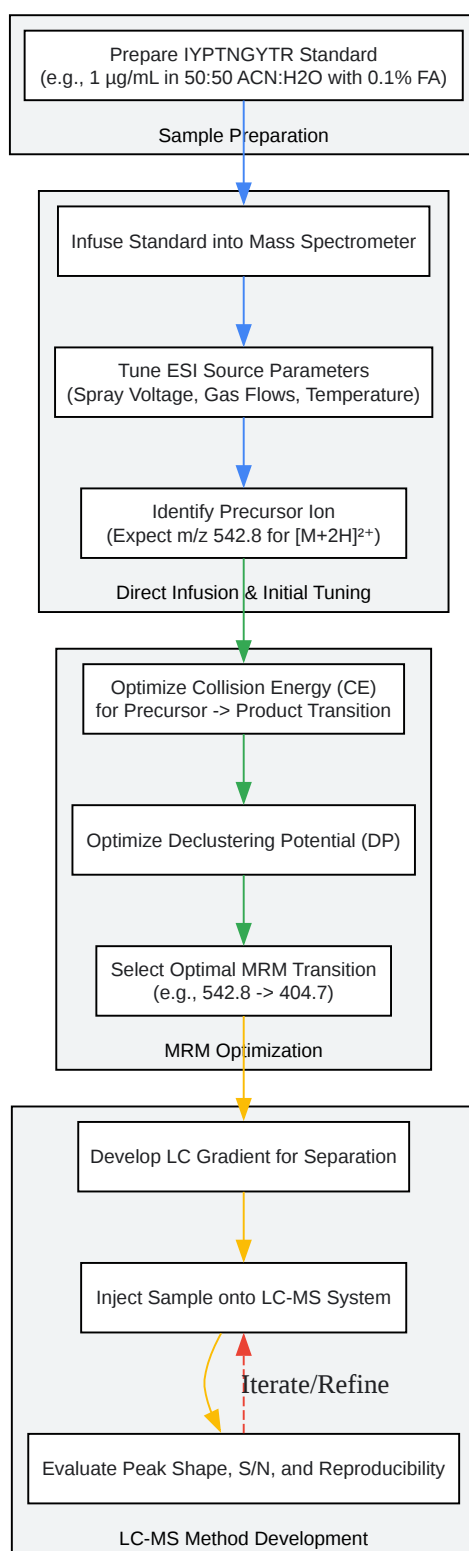 Prepare IYPTNGYTR Standard
(e.g., 1 µg/mL in 50:50 ACN:H2O with 0.1% FA)
Sample Preparation
Infuse Standard into Mass Spectrometer
Tune ESI Source Parameters
(Spray Voltage, Gas Flows, Temperature)
Identify Precursor Ion
(Expect m/z 542.8 for [M+2H]²⁺)
Direct Infusion & Initial Tuning
Optimize Collision Energy (CE)
for Precursor -> Product Transition
Optimize Declustering Potential (DP)
Select Optimal MRM Transition
(e.g., 542.8 -> 404.7)
MRM Optimization
Develop LC Gradient for Separation
Inject Sample onto LC-MS System
Iterate/Refine
Evaluate Peak Shape, S/N, and Reproducibility
LC-MS Method Development